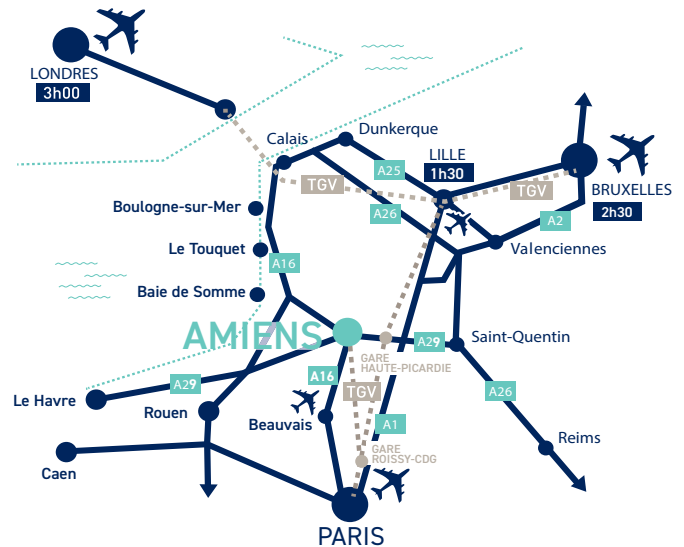 LONDRES
3h00
Calais
Dunkerque
LILLE
1h30
A25
TGV
TGV
BRUXELLES
2h30
Boulogne-sur-Mer
A26
A2
Le Touquet
Valenciennes
A16
Baie de Somme
AMIENS
A29
Saint-Quentin
GARE
HAUTE-PICARDIE
A29
A16
TGV
A26
Le Havre
Rouen
Beauvais
A1
Reims
GARE
ROISSY-CDG
Caen
PARIS